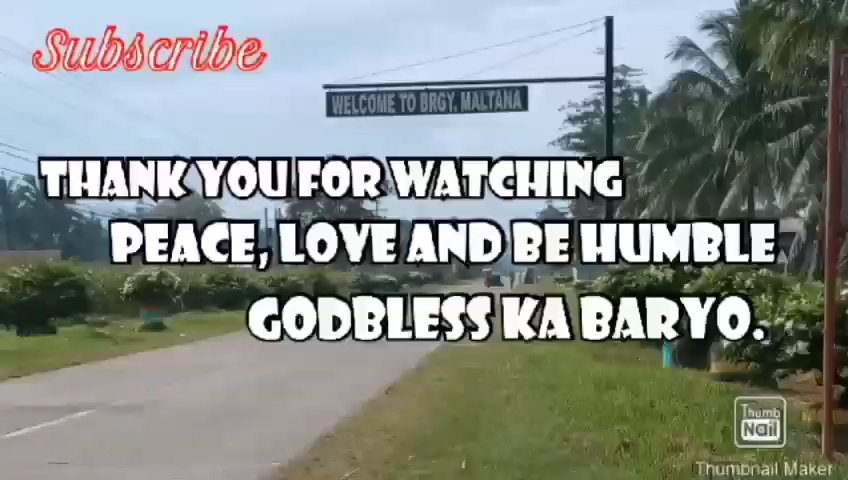 Subscribe
WELCOME TO BRGY. MALTANA
THANK YOU FOR WATCHING
PEACE, LOVE AND BE HUMBLE
GODBLESS KA BARYO.
Thumb
Nail
Thumbnail Maker